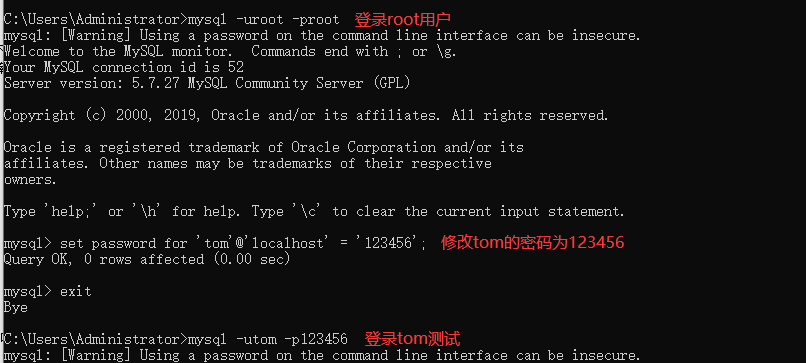 C:\Users\Administrator>mysql -uroot -proot 登录root用户
mysql: [Warning] Using a password on the command line interface can be insecure.
Welcome to the MySQL monitor.  Commands end with ; or \g.
Your MySQL connection id is 52
Server version: 5.7.27 MySQL Community Server (GPL)
Copyright (c) 2000, 2019, Oracle and/or its affiliates. All rights reserved.
Oracle is a registered trademark of Oracle Corporation and/or its
affiliates. Other names may be trademarks of their respective
owners.
Type 'help;' or '\h' for help. Type '\c' to clear the current input statement.
mysql> set password for 'tom'@'localhost' = '123456'; 修改tom的密码为123456
Query OK, 0 rows affected (0.00 sec)
mysql> exit
Bye
C:\Users\Administrator>mysql -utom -p123456 登录tom测试
mysql: [Warning] Using a password on the command line interface can be insecure.